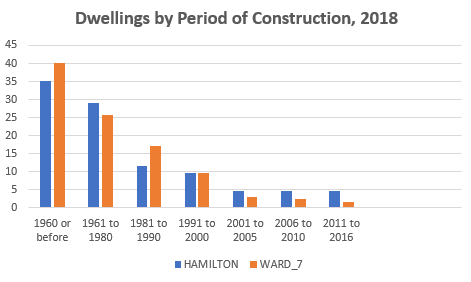 Dwellings by Period of Construction, 2018
45
40
35
30
25
20
15
10
5
0
1960 or before
1961 to 1980
1981 to 1990
1991 to 2000
2001 to 2005
2006 to 2010
2011 to 2016
HAMILTON
WARD_7